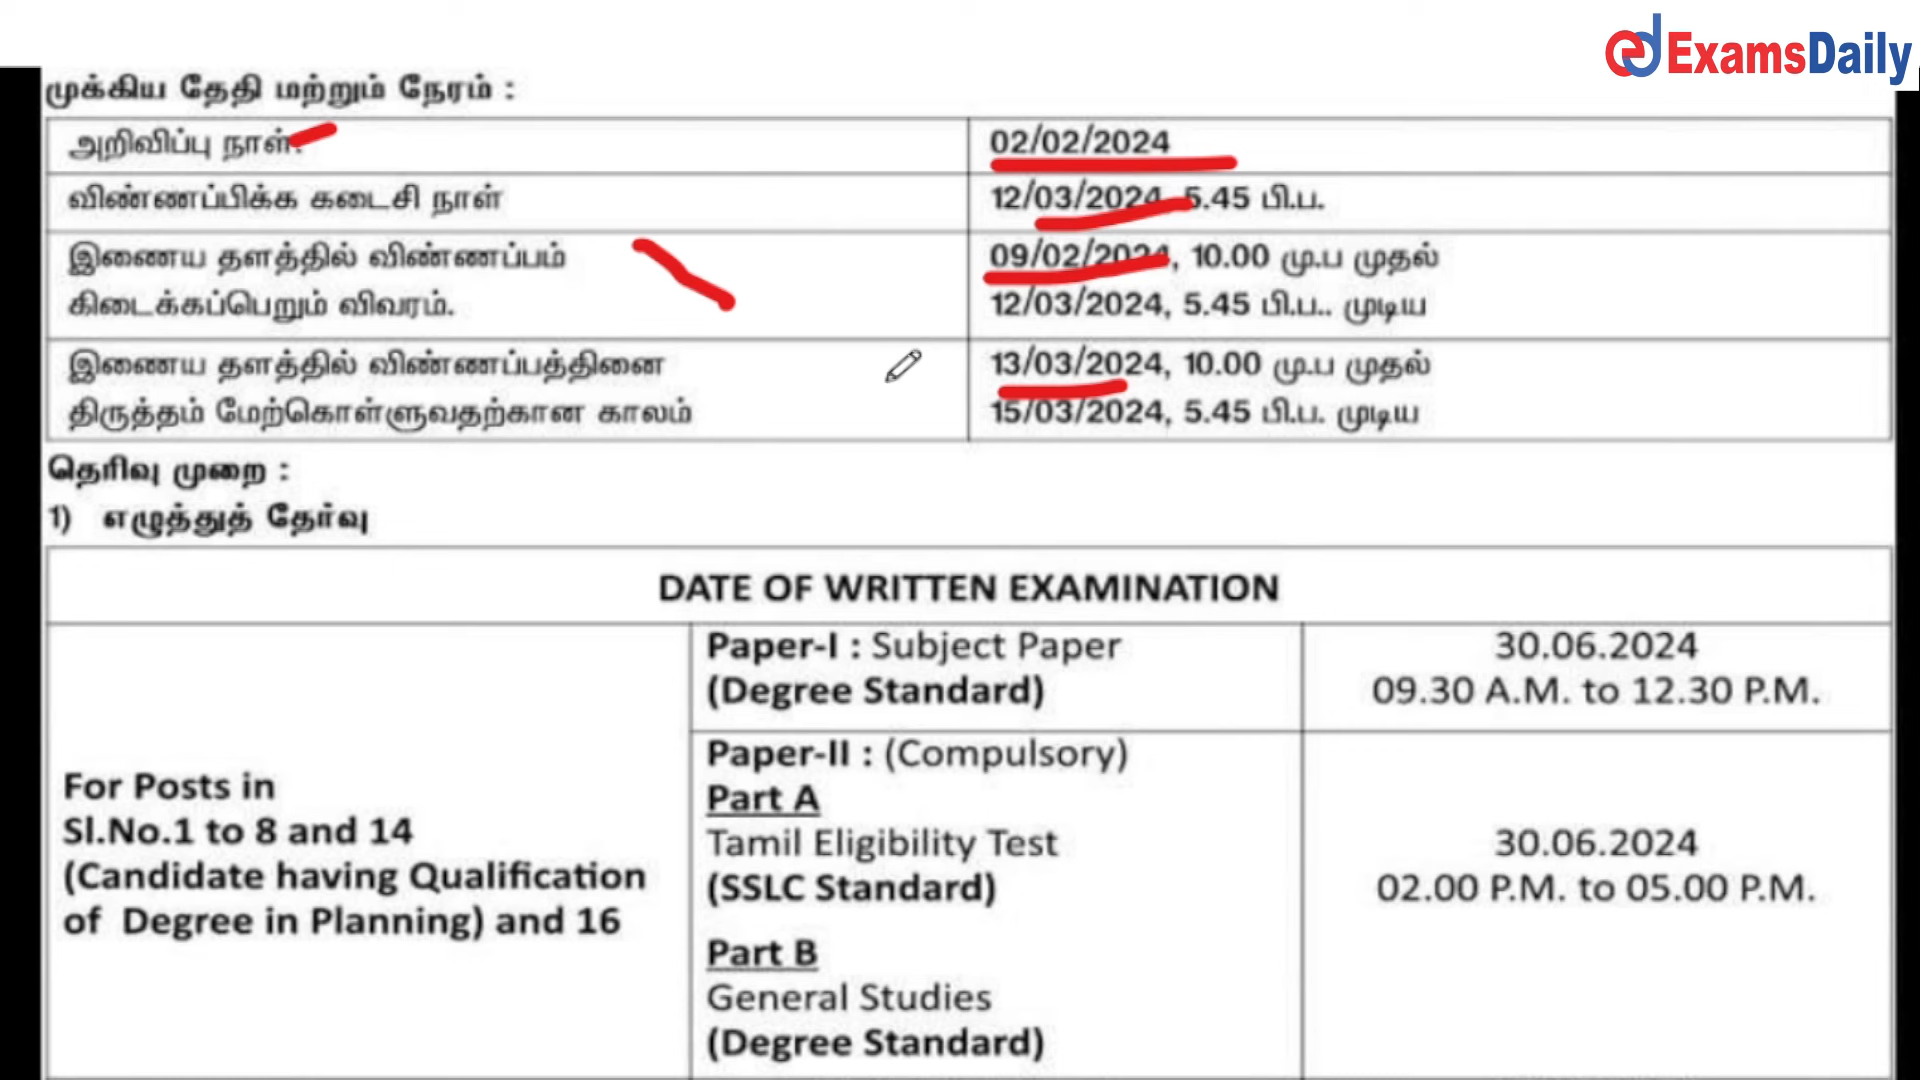 ExamsDaily
முக்கிய தேதி மற்றும் நேரம் :
அறிவிப்பு நாள்.
02/02/2024
விண்ணப்பிக்க கடைசி நாள்
12/03/2024, 5.45 பி.ப.
இணைய தளத்தில் விண்ணப்பம்
கிடைக்கப்பெறும் விவரம்.
09/02/2024, 10.00 மு.ப முதல்
12/03/2024, 5.45 பி.ப.. முடிய
இணைய தளத்தில் விண்ணப்பத்தினை
திருத்தம் மேற்கொள்ளுவதற்கான காலம்
13/03/2024, 10.00 மு.ப முதல்
15/03/2024, 5.45 பி.ப. முடிய
தெரிவு முறை :
1) எழுத்துத் தேர்வு
DATE OF WRITTEN EXAMINATION
For Posts in
Sl.No.1 to 8 and 14
(Candidate having Qualification
of Degree in Planning) and 16
Paper-I : Subject Paper
(Degree Standard)
30.06.2024
09.30 A.M. to 12.30 P.M.
Paper-II : (Compulsory)
Part A
Tamil Eligibility Test
(SSLC Standard)
Part B
General Studies
(Degree Standard)
30.06.2024
02.00 P.M. to 05.00 P.M.